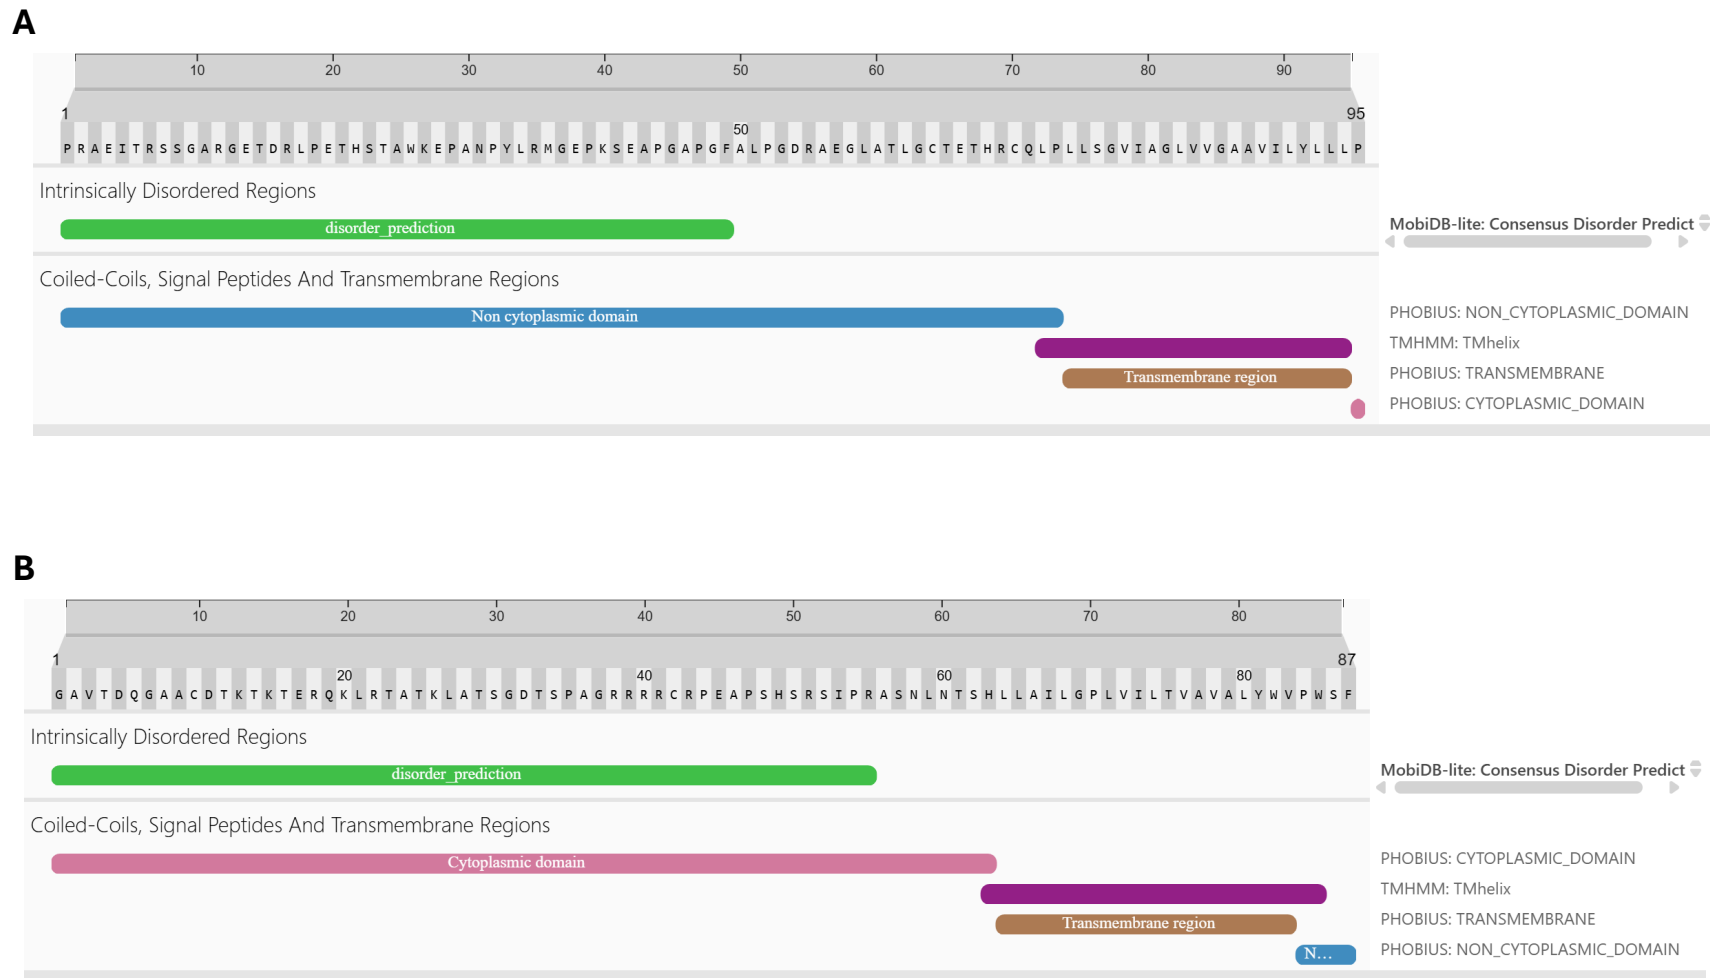 A
10 20 30 40 50 60 70 80 90
1 95
50
P R A E I T R S S G A R G E T D R L P E T H S T A W K E P A N P Y L R M G E P K S E A P G A P G F A L P G D R A E G L A T L G C T E T H R C Q L P L L S G V I A G L V V G A A V I L Y L L L P
Intrinsically Disordered Regions
disorder_prediction
MobiDB-lite: Consensus Disorder Predict
Coiled-Coils, Signal Peptides And Transmembrane Regions
Non cytoplasmic domain
PHOBIUS: NON_CYTOPLASMIC_DOMAIN
TMHMM: TMhelix
Transmembrane region
PHOBIUS: TRANSMEMBRANE
PHOBIUS: CYTOPLASMIC_DOMAIN
B
10 20 30 40 50 60 70 80
1 87
20 40 60 80
G A V T D Q G A A C D T K T K T E R Q K L R T A T K L A T S G D T S P A G R R R R C R P E A P S H S R S I P R A S N L N T S H L L A I L G P L V I L T V A V A L Y W V P W S F
Intrinsically Disordered Regions
disorder_prediction
MobiDB-lite: Consensus Disorder Predict
Coiled-Coils, Signal Peptides And Transmembrane Regions
Cytoplasmic domain
PHOBIUS: CYTOPLASMIC_DOMAIN
TMHMM: TMhelix
Transmembrane region
PHOBIUS: TRANSMEMBRANE
N...
PHOBIUS: NON_CYTOPLASMIC_DOMAIN